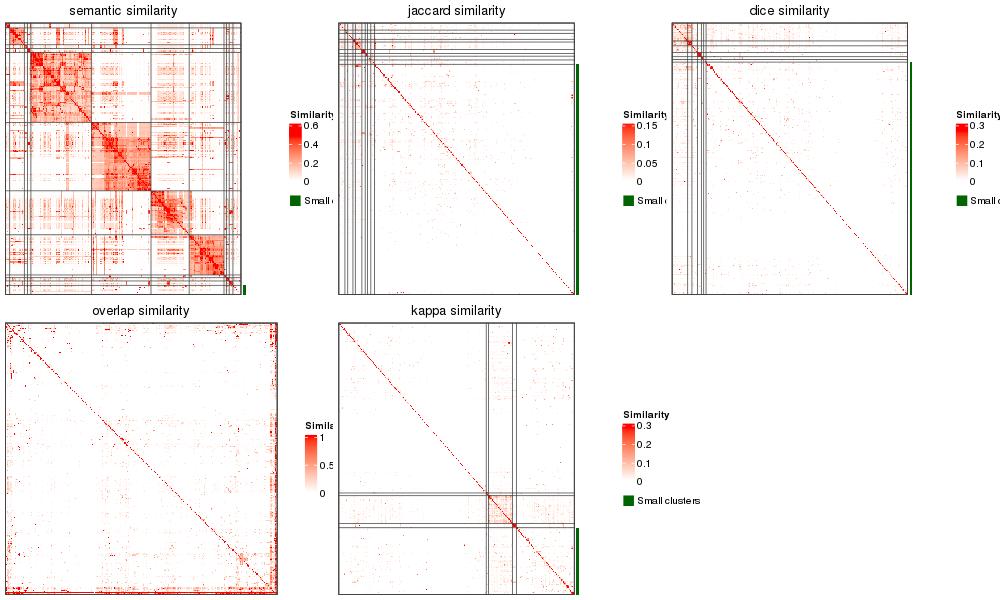 semantic similarity
Similarity
0.6
0.4
0.2
0
jaccard similarity
Similarity
0.15
0.1
0.05
0
Small
dice similarity
Similarity
0.3
0.2
0.1
0
Small
overlap similarity
1
0.5
0
kappa similarity
Similarity
0.3
0.2
0.1
0
Small clusters